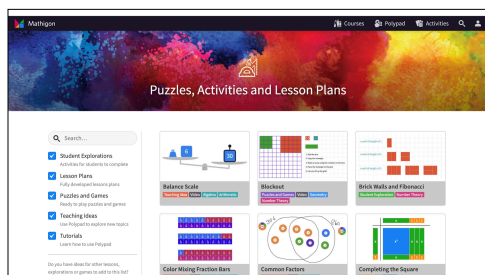 Mathigon
Courses
Polypad
Activities
Puzzles, Activities and Lesson Plans
Search...
Student Explorations
Activities for students to complete
Lesson Plans
Fully developed lessons plans
Puzzles and Games
Ready to play puzzles and games
Teaching Ideas
Use Polypad to explore new topics
Tutorials
Learn how to use Polypad
Do you have ideas for other lessons,
explorations or games to add to this list?
6
Balance Scale
Teaching Idea Video Algebra Arithmetic
Blockout
Puzzles and Games Video Geometry
Number Theory
Brick Walls and Fibonacci
Student Exploration Number Theory
Color Mixing Fraction Bars
Common Factors
Completing the Square